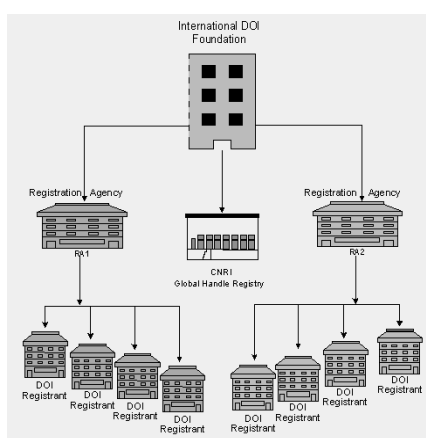 International DOI
Foundation
Registration Agency
Registration Agency
RA1
CNRI
Global Handle Registry
RA2
DOI
Registrant
DOI
Registrant
DOI
Registrant
DOI
Registrant
DOI
Registrant
DOI
Registrant
DOI
Registrant
DOI
Registrant